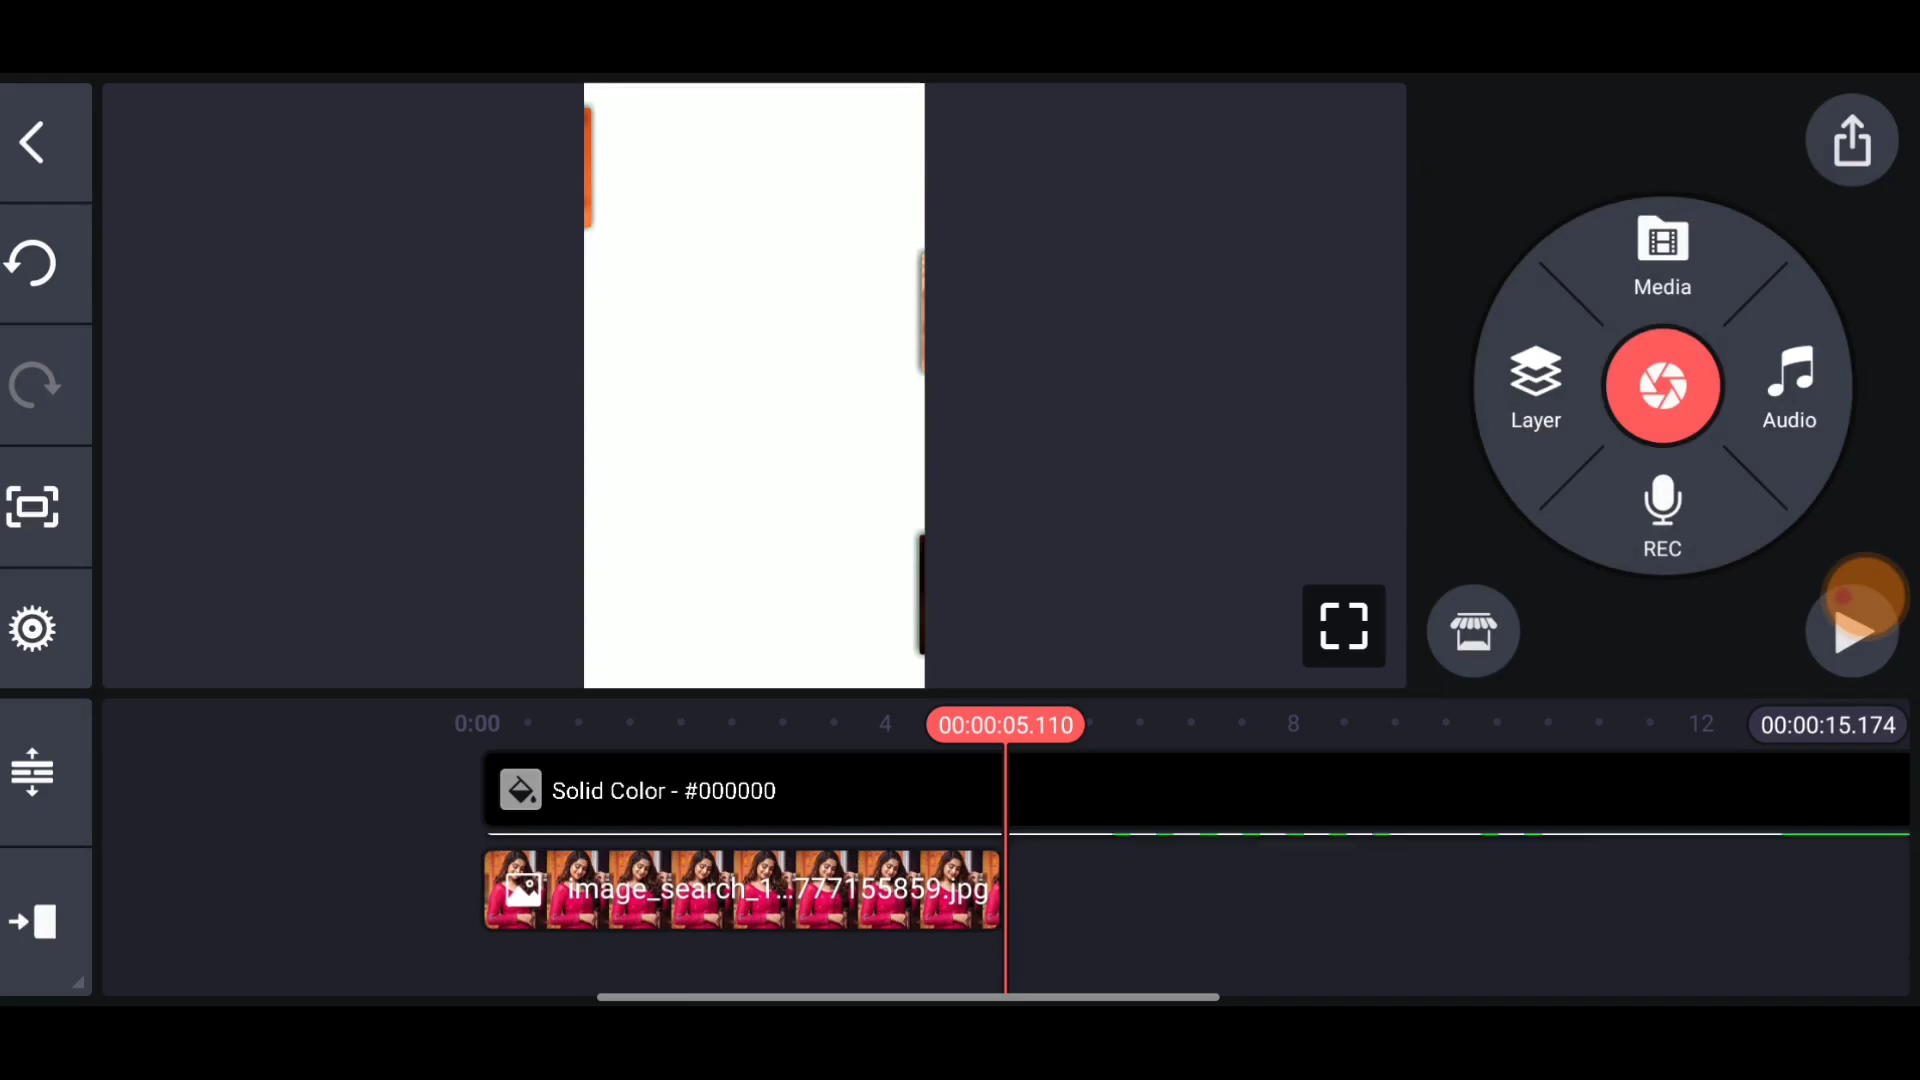 Media
Layer
Audio
REC
0:00
4
00:00:05.110
8
12
00:00:15.174
Solid Color - #000000
image_search_1...777155859.jpg